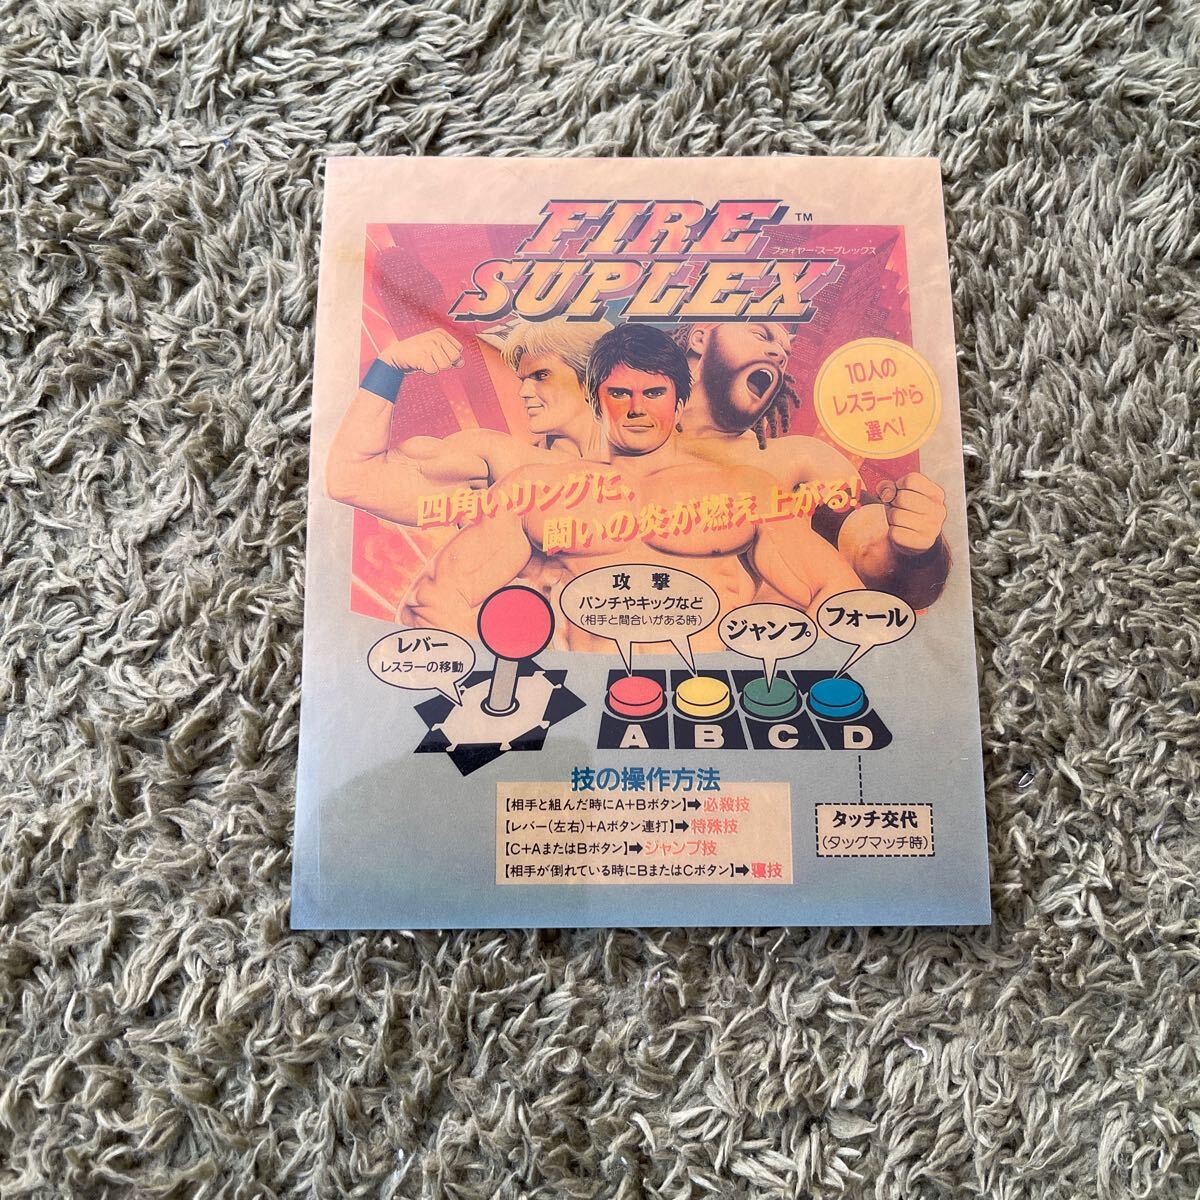 FIRE TM
ファイヤー・スープレックス
SUPLEX
10人の
レスラーから
選べ!
四角いリングに、
闘いの炎が燃え上がる!
攻撃
パンチやキックなど
(相手と間合いがある時)
ジャンプ
フォール
レバー
レスラーの移動
A B C D
技の操作方法
【相手と組んだ時にA+Bボタン】➡必殺技
【レバー(左右)+Aボタン連打】➡特殊技
【C+AまたはBボタン】➡ジャンプ技
【相手が倒れている時にBまたはCボタン】➡寝技
タッチ交代
(タッグマッチ時)